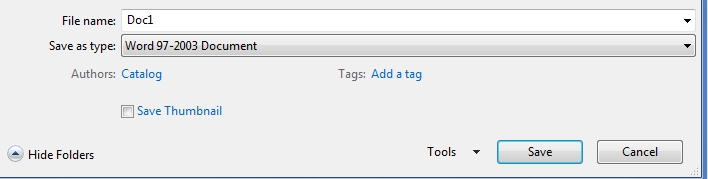 File name: Doc1
Save as type: Word 97-2003 Document
Authors: Catalog Tags: Add a tag
Save Thumbnail
Hide Folders Tools Save Cancel